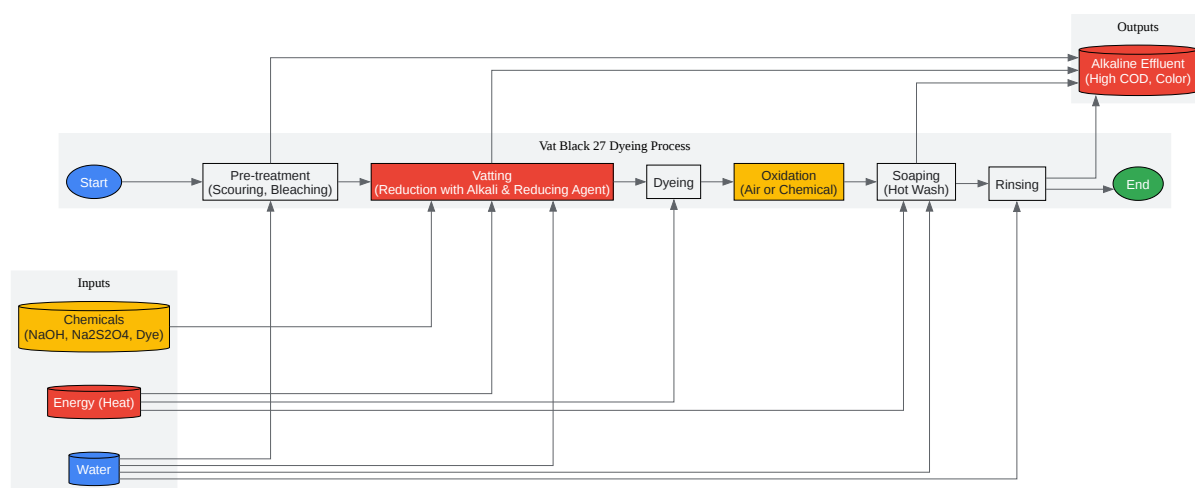 Outputs
Alkaline Effluent
(High COD, Color)
Vat Black 27 Dyeing Process
Start
Pre-treatment
(Scouring, Bleaching)
Vatting
(Reduction with Alkali & Reducing Agent)
Dyeing
Oxidation
(Air or Chemical)
Soaping
(Hot Wash)
Rinsing
End
Inputs
Chemicals
(NaOH, Na2S2O4, Dye)
Energy (Heat)
Water